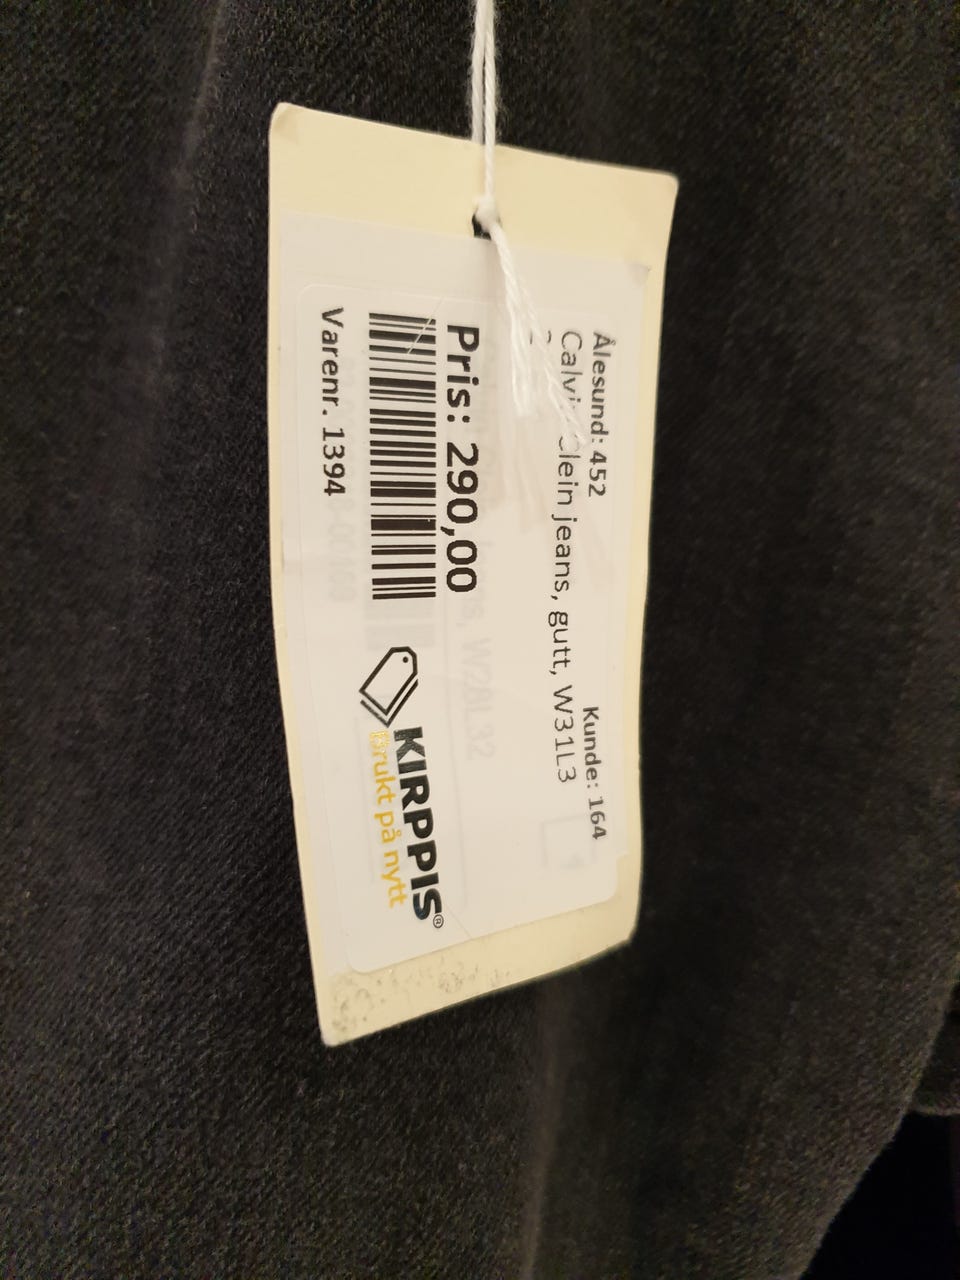 Ålesund: 452 Kunde: 164
Calvin Klein jeans, gutt, W31L3
Pris: 290,00
Varenr. 1394
KIRPPIS®
Brukt på nytt